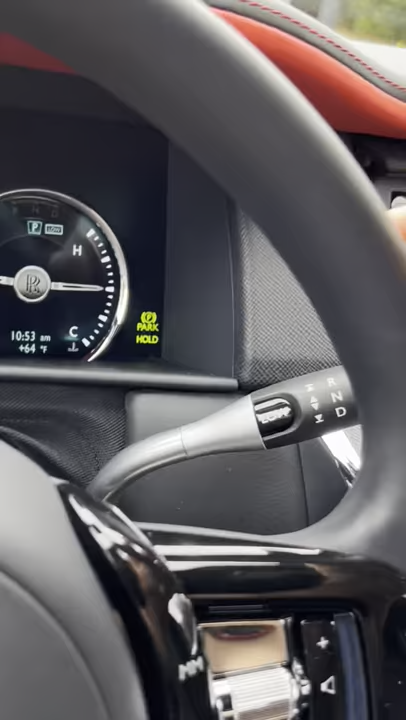 P LOW
H
RR
10:53 am
+64 °F
C
(P)
PARK
HOLD
LOW
R
N
D
+